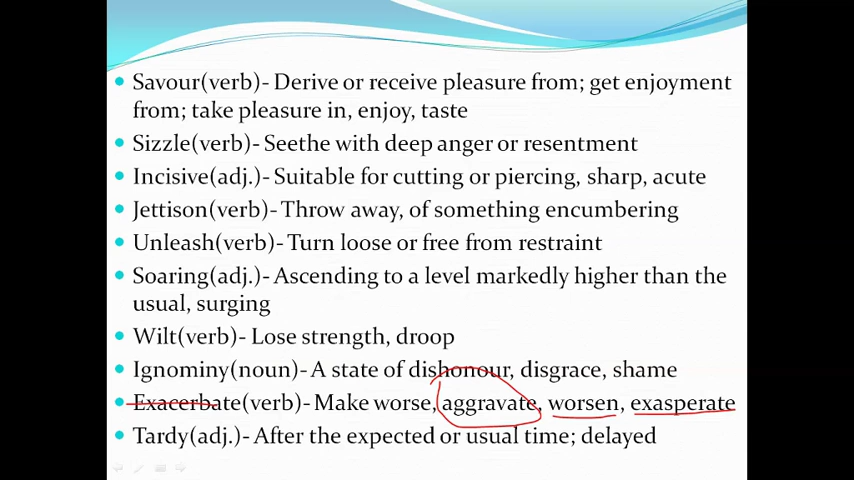 • Savour(verb)- Derive or receive pleasure from; get enjoyment
from; take pleasure in, enjoy, taste
• Sizzle(verb)- Seethe with deep anger or resentment
• Incisive(adj.)- Suitable for cutting or piercing, sharp, acute
• Jettison(verb)- Throw away, of something encumbering
• Unleash(verb)- Turn loose or free from restraint
• Soaring(adj.)- Ascending to a level markedly higher than the
usual, surging
• Wilt(verb)- Lose strength, droop
• Ignominy(noun)- A state of dishonour, disgrace, shame
• Exacerbate(verb)- Make worse, aggravate, worsen, exasperate
• Tardy(adj.)- After the expected or usual time; delayed